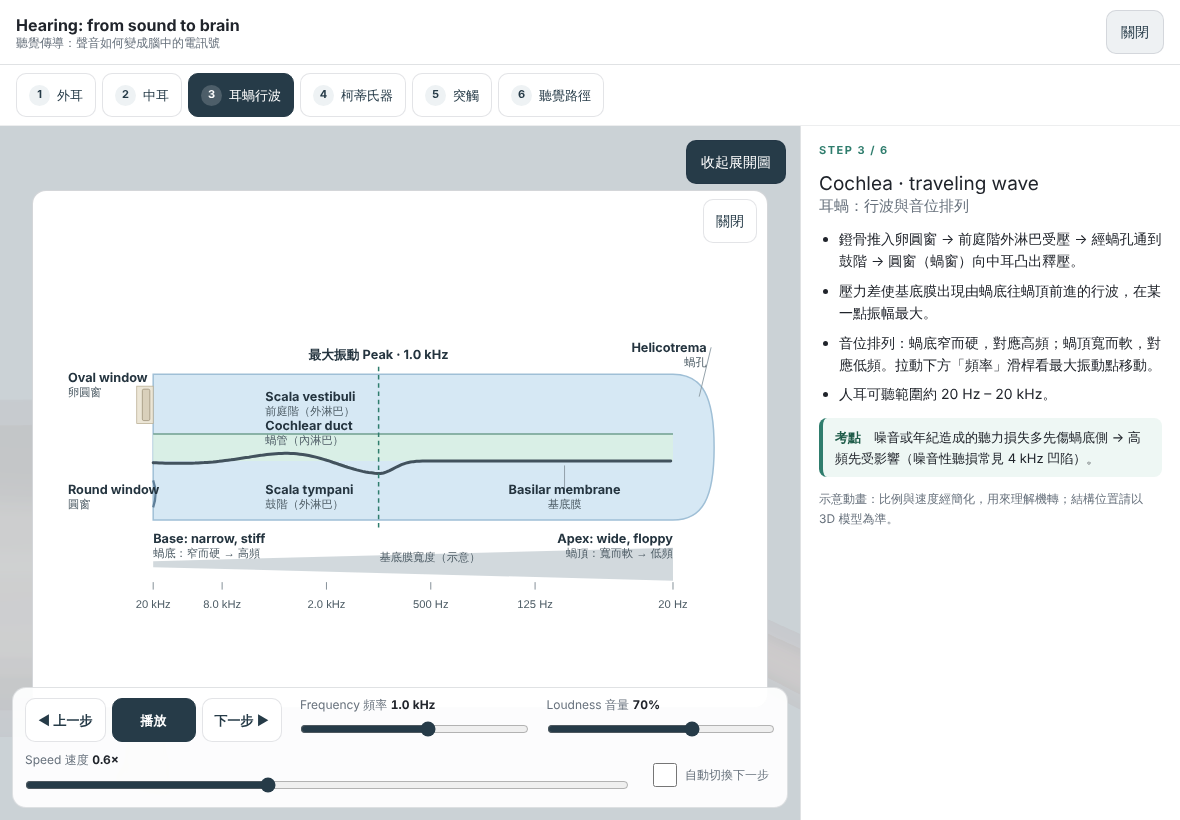 Hearing: from sound to brain
聽覺傳導：聲音如何變成腦中的電訊號
關閉
1 外耳
2 中耳
3 耳蝸行波
4 柯蒂氏器
5 突觸
6 聽覺路徑
收起展開圖
關閉
最大振動 Peak · 1.0 kHz
Helicotrema
蝸孔
Oval window
卵圓窗
Scala vestibuli
前庭階（外淋巴）
Cochlear duct
蝸管（內淋巴）
Round window
圓窗
Scala tympani
鼓階（外淋巴）
Basilar membrane
基底膜
Base: narrow, stiff
蝸底：窄而硬 → 高頻
基底膜寬度（示意）
Apex: wide, floppy
蝸頂：寬而軟 → 低頻
20 kHz
8.0 kHz
2.0 kHz
500 Hz
125 Hz
20 Hz
◀ 上一步
播放
下一步 ▶
Frequency 頻率 1.0 kHz
Loudness 音量 70%
Speed 速度 0.6×
自動切換下一步
STEP 3 / 6
Cochlea · traveling wave
耳蝸：行波與音位排列
• 鐙骨推入卵圓窗 → 前庭階外淋巴受壓 → 經蝸孔通到
鼓階 → 圓窗（蝸窗）向中耳凸出釋壓。
• 壓力差使基底膜出現由蝸底往蝸頂前進的行波，在某
一點振幅最大。
• 音位排列：蝸底窄而硬，對應高頻；蝸頂寬而軟，對
應低頻。拉動下方「頻率」滑桿看最大振動點移動。
• 人耳可聽範圍約 20 Hz – 20 kHz。
考點 噪音或年紀造成的聽力損失多先傷蝸底側 → 高
頻先受影響（噪音性聽損常見 4 kHz 凹陷）。
示意動畫：比例與速度經簡化，用來理解機轉；結構位置請以
3D 模型為準。